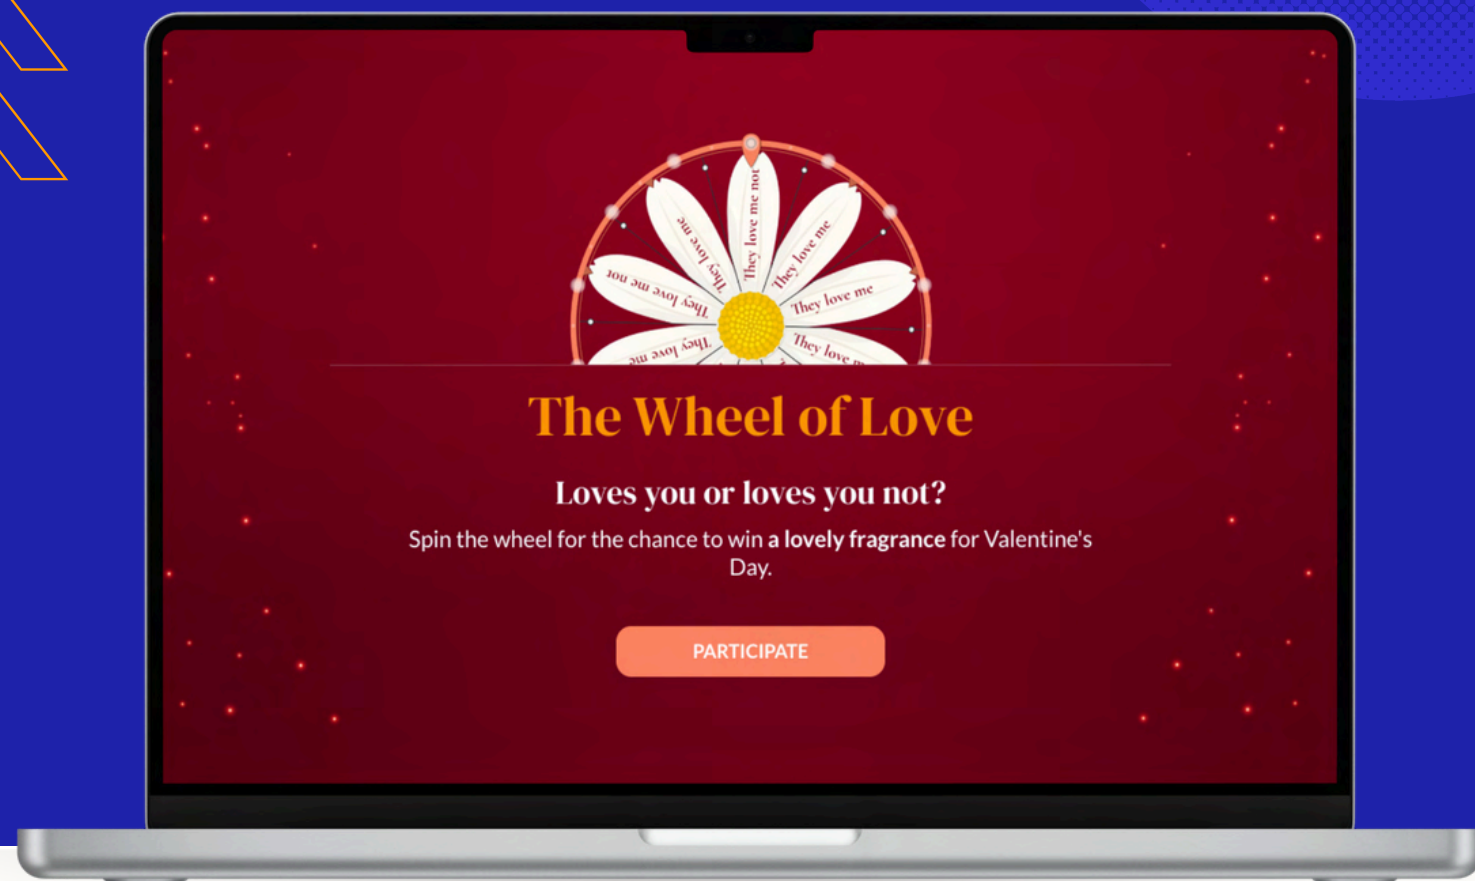 They love me not
They love me
They love me
They love me
They love me not
They love me
They love
The Wheel of Love
Loves you or loves you not?
Spin the wheel for the chance to win a lovely fragrance for Valentine's
Day.
PARTICIPATE